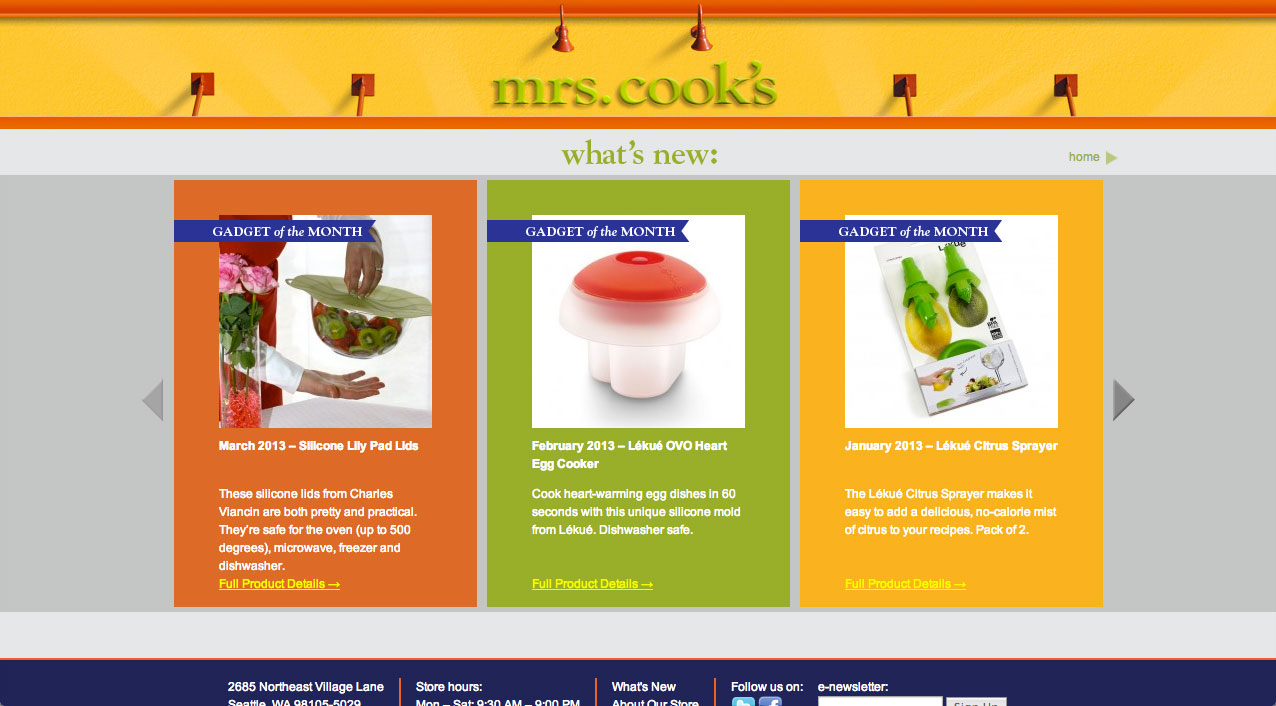 mrs.cook's
what's new:
home
GADGET of the MONTH
March 2013 – Silicone Lily Pad Lids
These silicone lids from Charles
Viancin are both pretty and practical.
They're safe for the oven (up to 500
degrees), microwave, freezer and
dishwasher.
Full Product Details →
GADGET of the MONTH
February 2013 – Lékué OVO Heart
Egg Cooker
Cook heart-warming egg dishes in 60
seconds with this unique silicone mold
from Lékué. Dishwasher safe.
Full Product Details →
GADGET of the MONTH
Lékué
January 2013 – Lékué Citrus Sprayer
The Lékué Citrus Sprayer makes it
easy to add a delicious, no-calorie mist
of citrus to your recipes. Pack of 2.
Full Product Details →
2685 Northeast Village Lane
Seattle, WA 98105-5029
Store hours:
Mon – Sat: 9:30 AM – 9:00 PM
What's New
About Our Store
Follow us on:
e-newsletter:
Sign Up